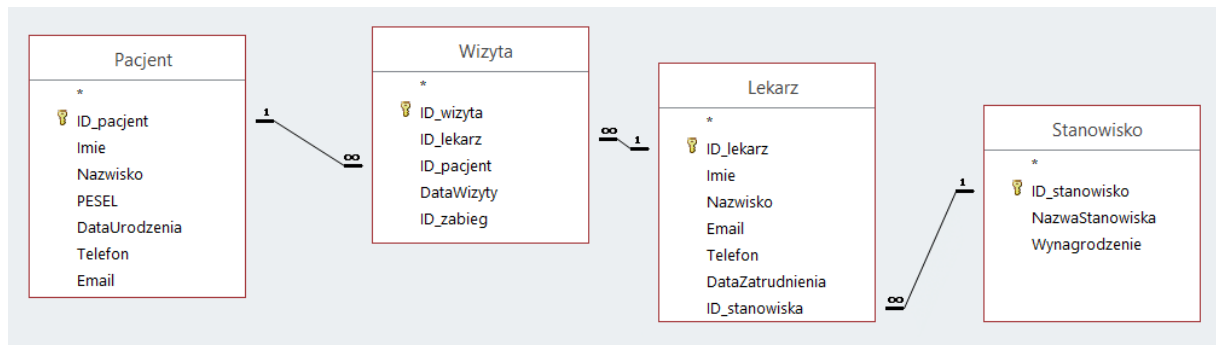 Pacjent
*
ID_pacjent
Imie
Nazwisko
PESEL
DataUrodzenia
Telefon
Email
1
∞
Wizyta
*
ID_wizyta
ID_lekarz
ID_pacjent
DataWizyty
ID_zabieg
∞
1
Lekarz
*
ID_lekarz
Imie
Nazwisko
Email
Telefon
DataZatrudnienia
ID_stanowiska
∞
1
Stanowisko
*
ID_stanowisko
NazwaStanowiska
Wynagrodzenie